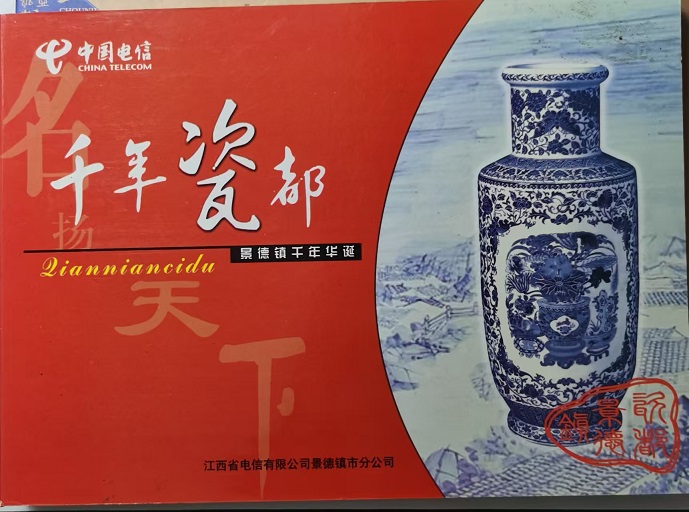 中国电信
CHINA TELECOM
千年瓷都
Qianniancidu
景德镇千年华诞
名扬天下
江西省电信有限公司景德镇市分公司